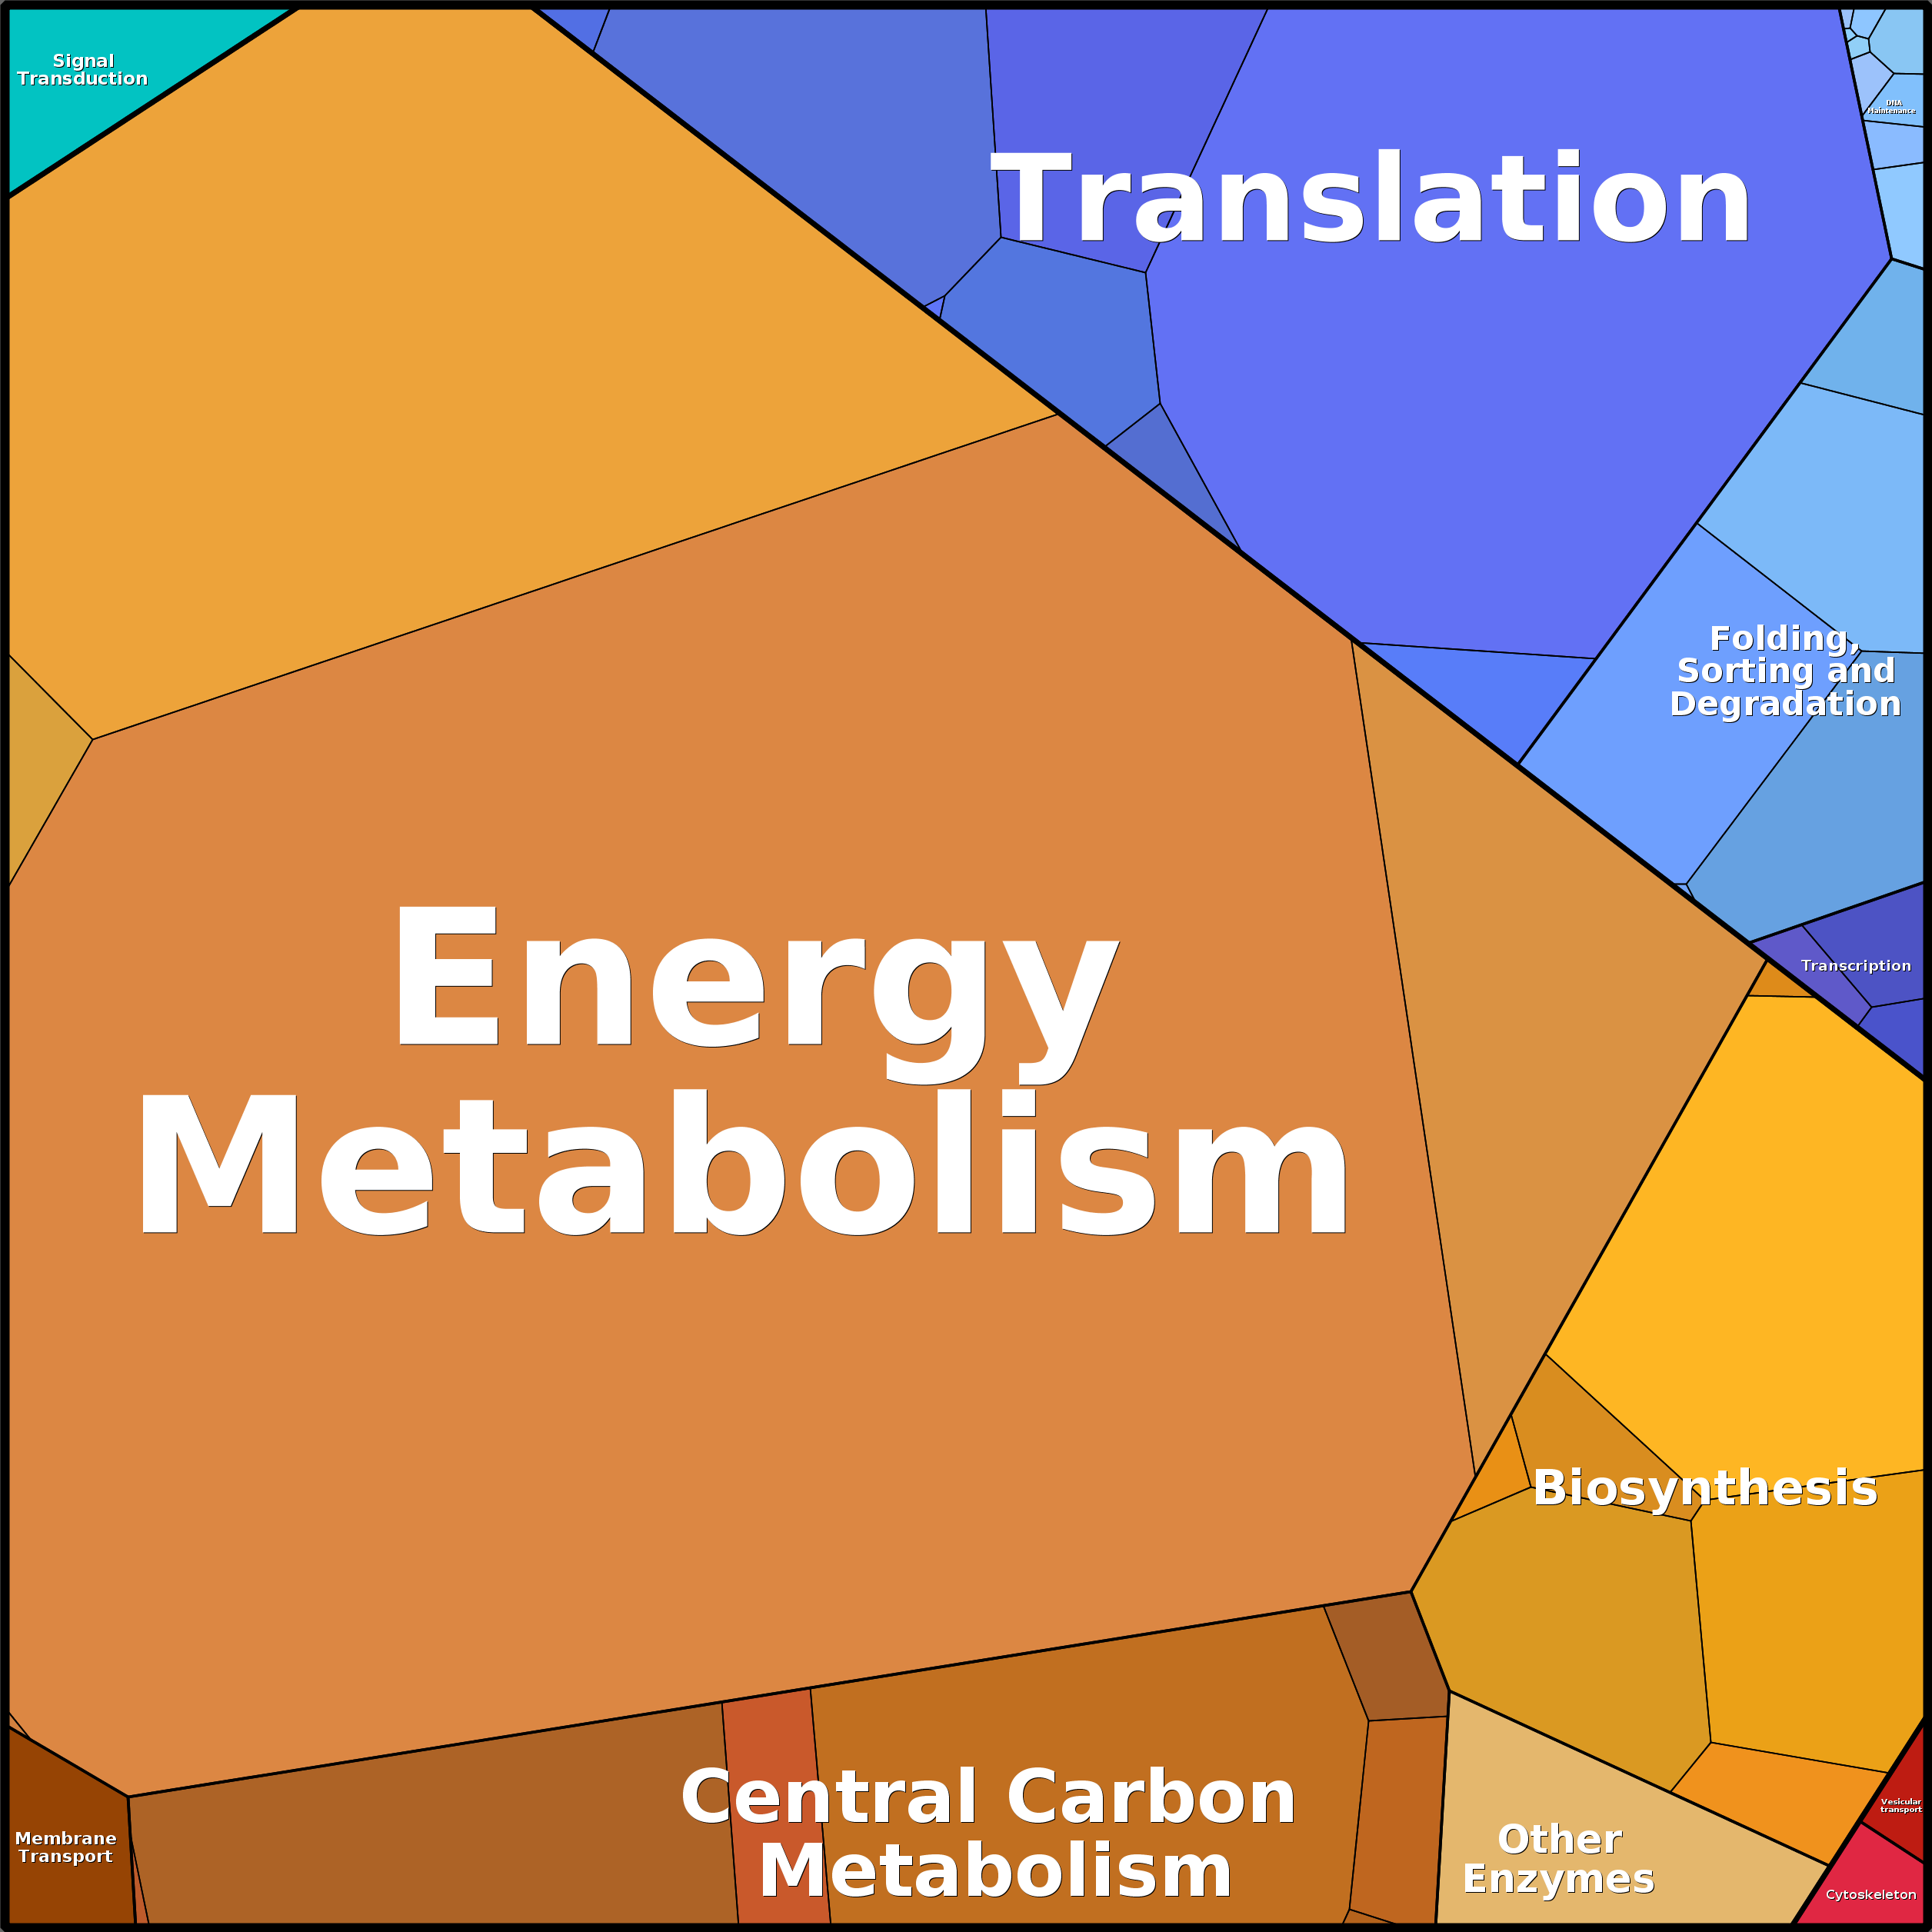 Signal
Transduction
Translation
DNA
Maintenance
Folding,
Sorting and
Degradation
Transcription
Energy
Metabolism
Biosynthesis
Central Carbon
Metabolism
Membrane
Transport
Other
Enzymes
Vesicular
transport
Cytoskeleton